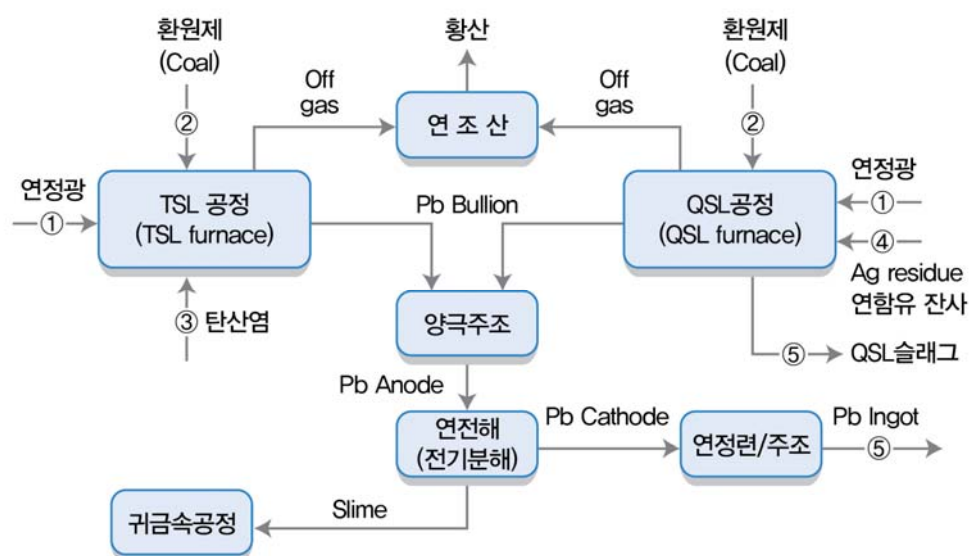 환원제
(Coal)
황산
환원제
(Coal)
Off
gas
Off
gas
②
연 조 산
②
연정광
①
TSL 공정
(TSL furnace)
Pb Bullion
QSL공정
(QSL furnace)
연정광
①
④
Ag residue
연함유 잔사
③ 탄산염
양극주조
⑤
QSL슬래그
Pb Anode
연전해
(전기분해)
Pb Cathode
연정련/주조
Pb Ingot
⑤
Slime
귀금속공정